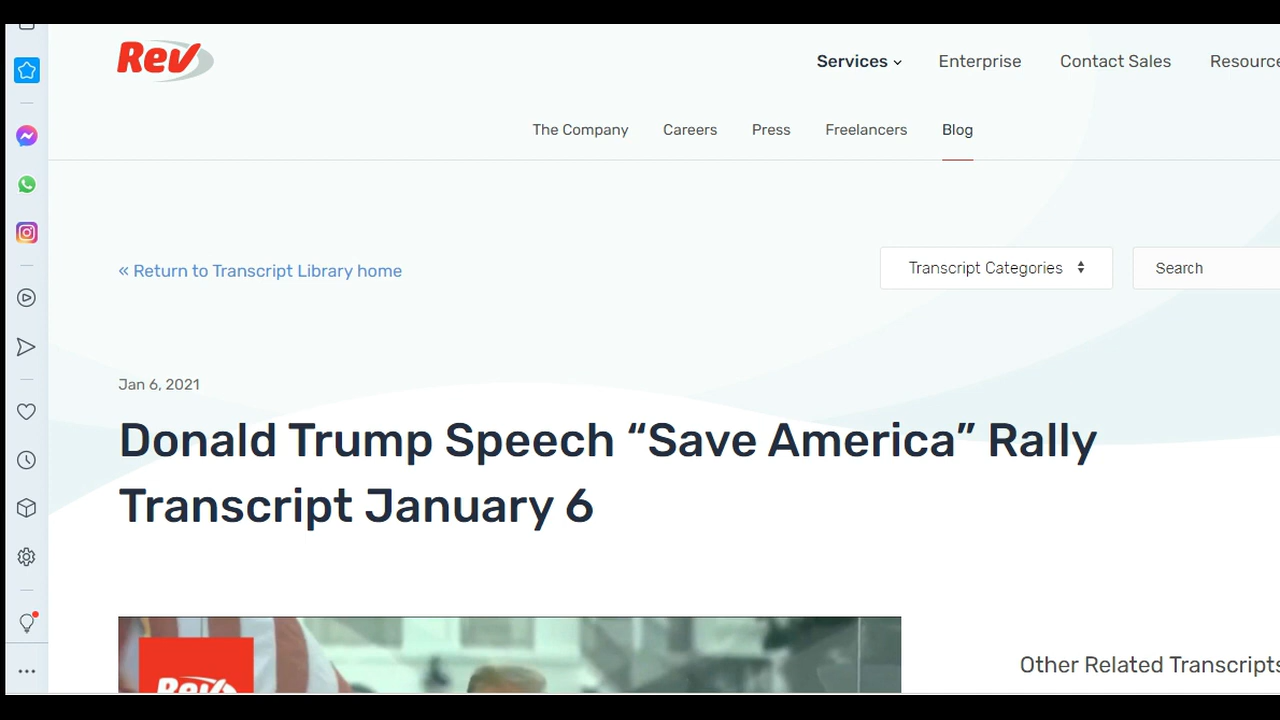 Rev
Services Enterprise Contact Sales Resource
The Company Careers Press Freelancers Blog
« Return to Transcript Library home Transcript Categories Search
Jan 6, 2021
Donald Trump Speech “Save America” Rally
Transcript January 6
Rev
Other Related Transcripts